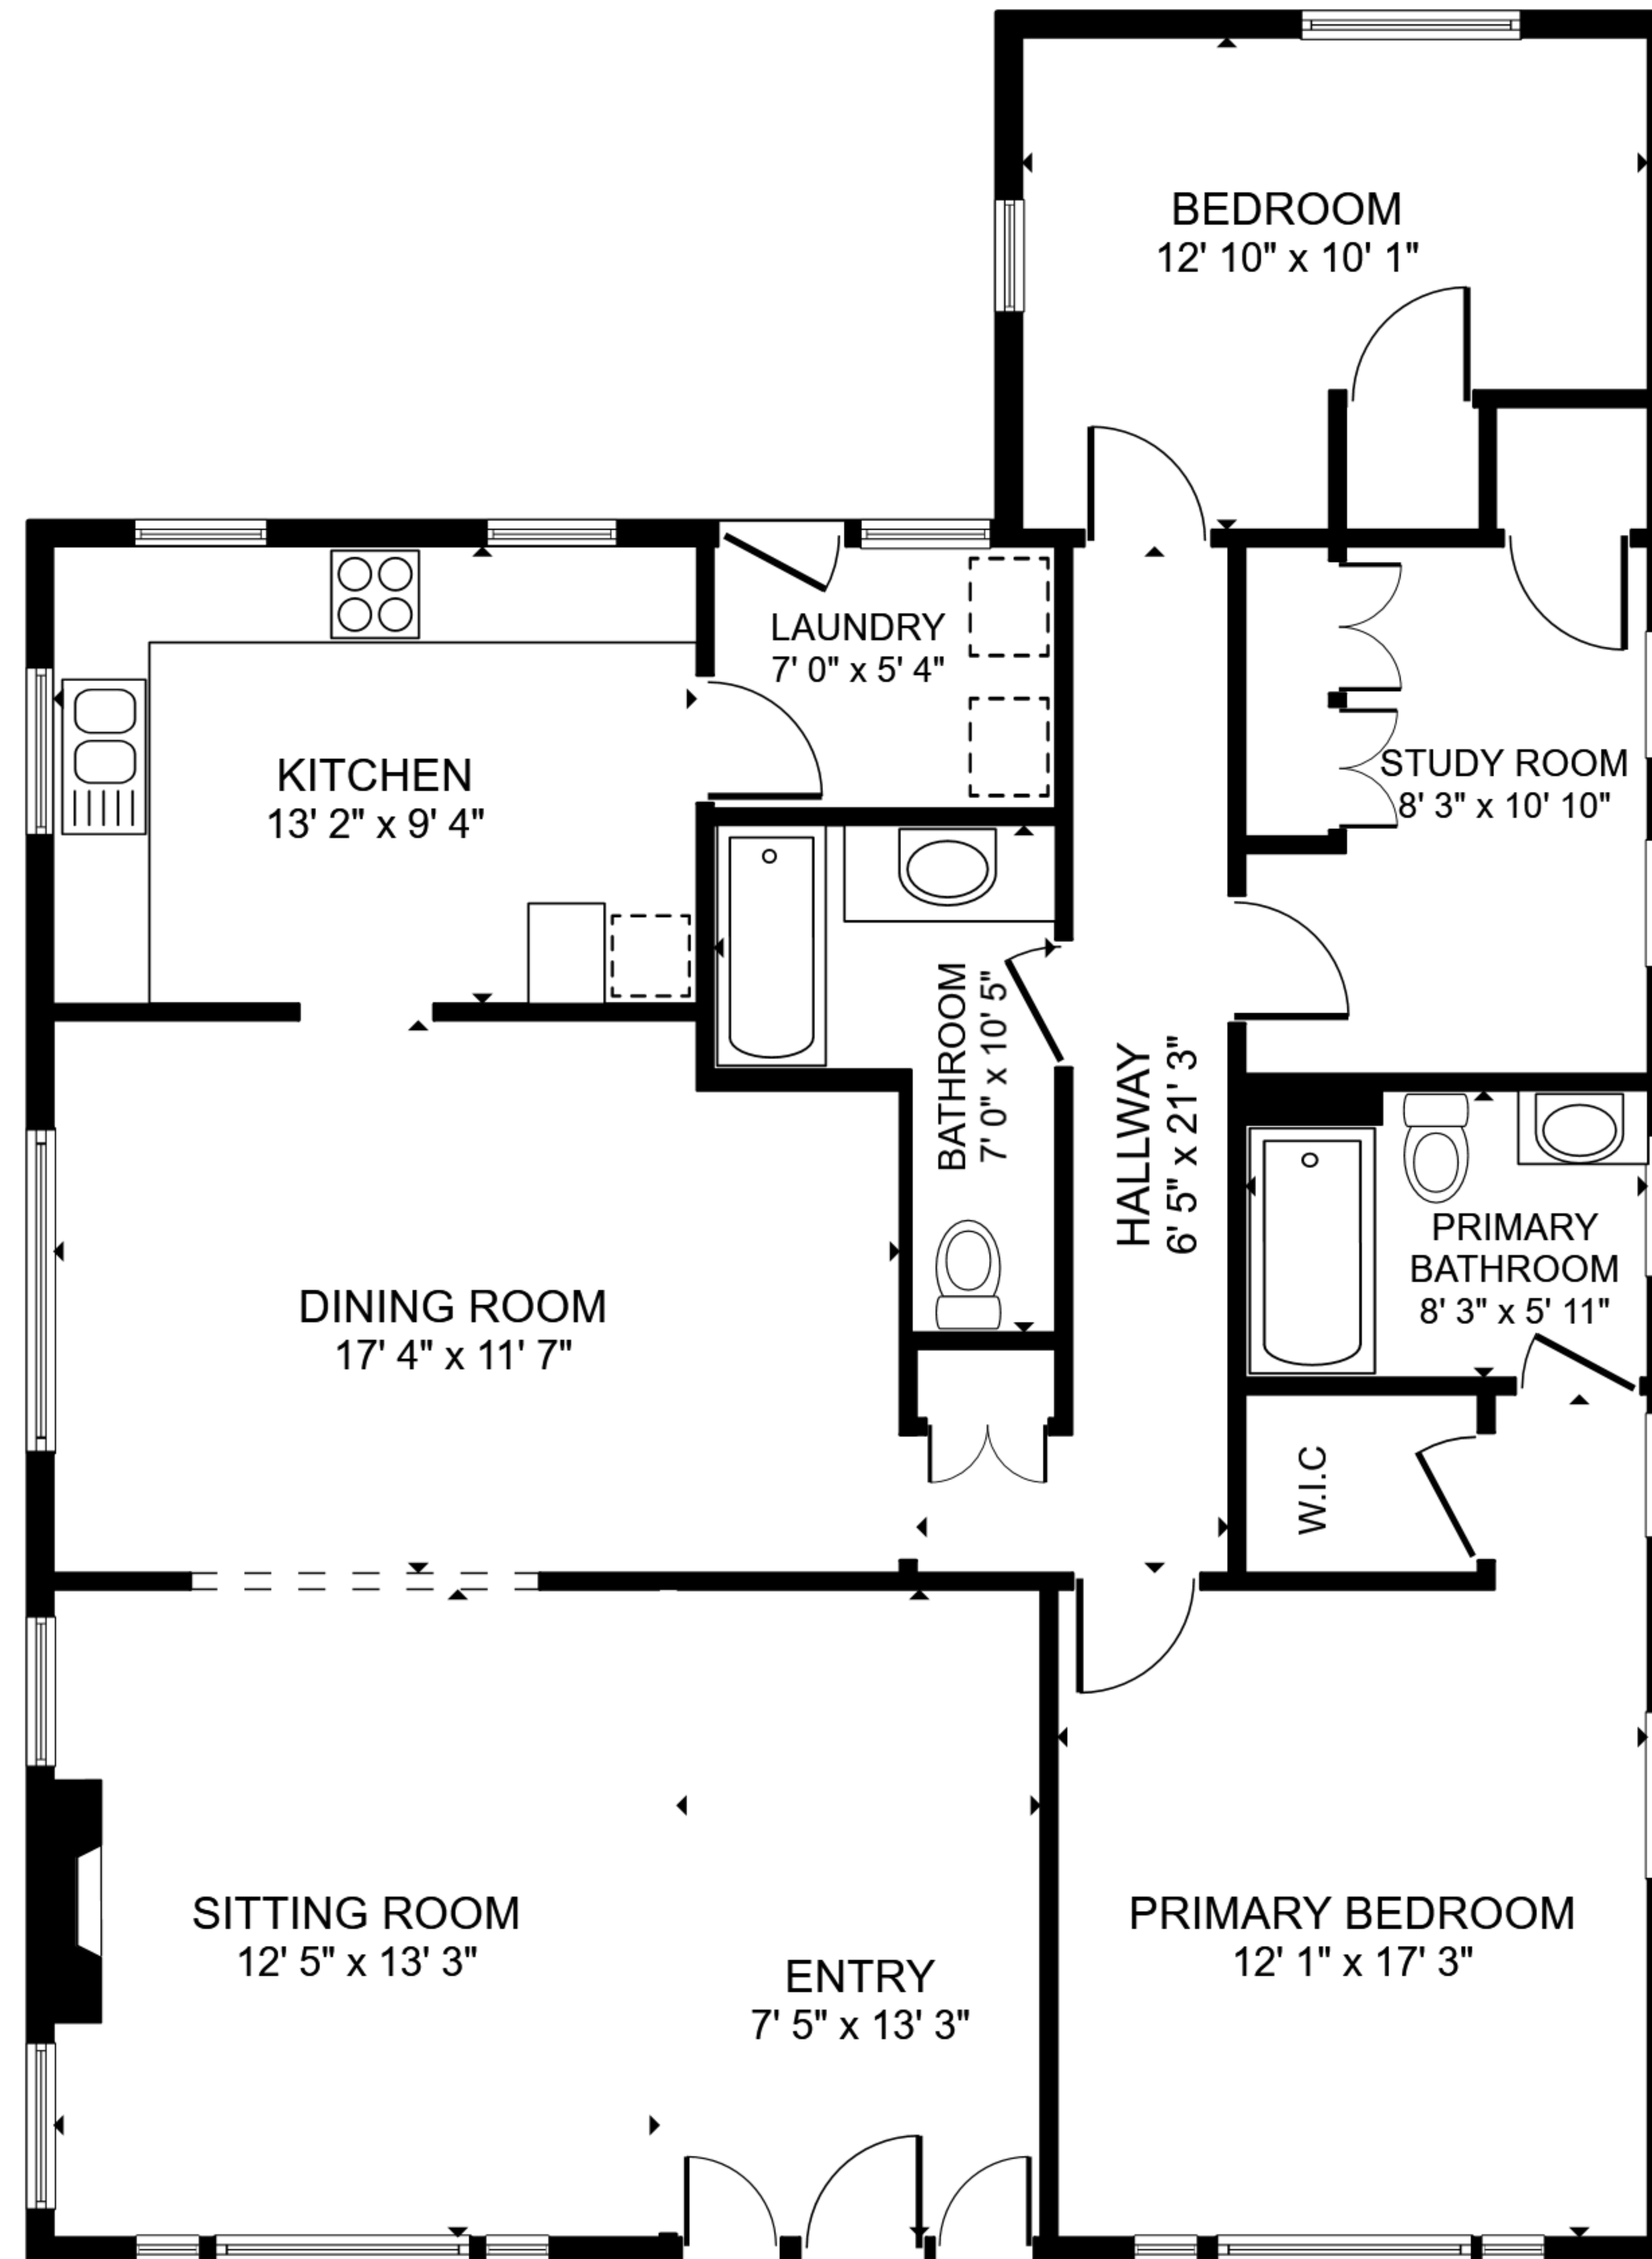 BEDROOM
12' 10" x 10' 1"
LAUNDRY
7' 0" x 5' 4"
KITCHEN
13' 2" x 9' 4"
STUDY ROOM
8' 3" x 10' 10"
BATHROOM
7' 0" x 10' 5"
HALLWAY
6' 5" x 21' 3"
PRIMARY
BATHROOM
8' 3" x 5' 11"
DINING ROOM
17' 4" x 11' 7"
W.I.C
SITTING ROOM
12' 5" x 13' 3"
ENTRY
7' 5" x 13' 3"
PRIMARY BEDROOM
12' 1" x 17' 3"